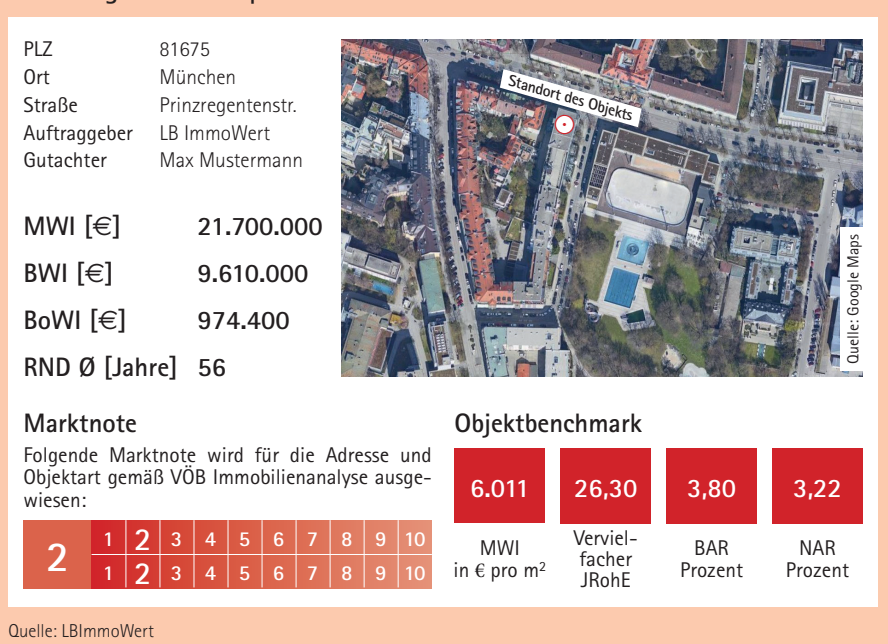 PLZ 81675
Ort München
Straße Prinzregentenstr.
Auftraggeber LB ImmoWert
Gutachter Max Mustermann
MWI [€] 21.700.000
BWI [€] 9.610.000
BoWI [€] 974.400
RND Ø [Jahre] 56
Standort des Objekts
Quelle: Google Maps
Marktnote
Folgende Marktnote wird für die Adresse und
Objektart gemäß VÖB Immobilienanalyse ausge-
wiesen:
2
1 2 3 4 5 6 7 8 9 10
1 2 3 4 5 6 7 8 9 10
Objektbenchmark
6.011
MWI
in € pro m²
26,30
Verviel-
facher
JRohE
3,80
BAR
Prozent
3,22
NAR
Prozent
Quelle: LBImmoWert